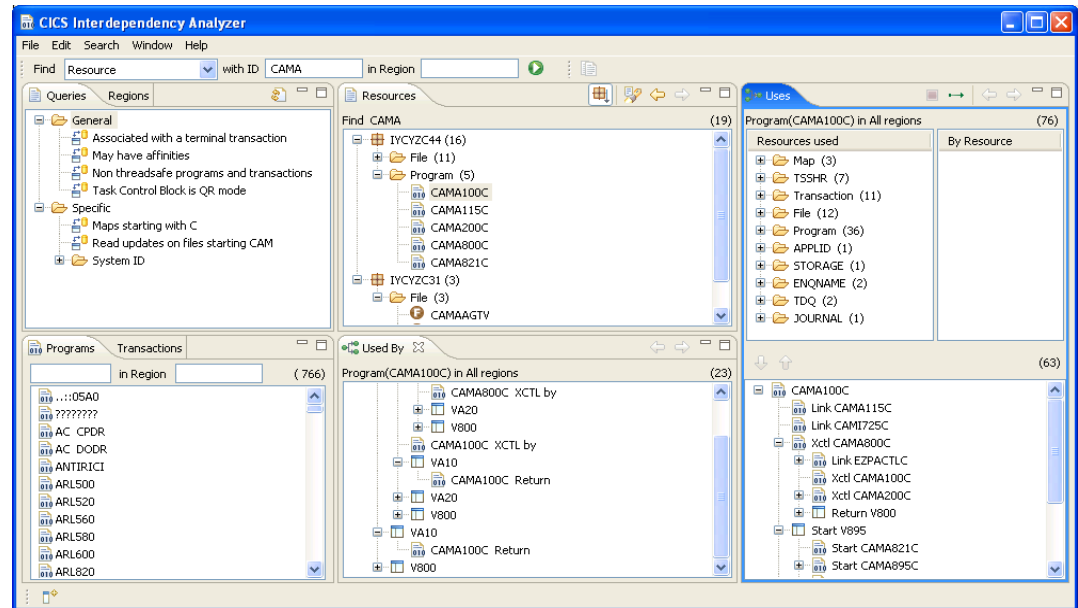 CICS Interdependency Analyzer
File Edit Search Window Help
Find Resource with ID CAMA in Region
Queries Regions
General
Associated with a terminal transaction
May have affinities
Non threadsafe programs and transactions
Task Control Block is QR mode
Specific
Maps starting with C
Read updates on files starting CAM
System ID
Resources
Find CAMA (19)
IYCYZC44 (16)
File (11)
Program (5)
CAMA100C
CAMA115C
CAMA200C
CAMA800C
CAMA821C
IYCYZC31 (3)
File (3)
CAMAAGTV
Uses
Program(CAMA100C) in All regions (76)
Resources used By Resource
Map (3)
TSSHR (7)
Transaction (11)
File (12)
Program (36)
APPLID (1)
STORAGE (1)
ENQNAME (2)
TDQ (2)
JOURNAL (1)
(63)
CAMA100C
Link CAMA115C
Link CAMI725C
Xctl CAMA800C
Link EZPACTLC
Xctl CAMA100C
Xctl CAMA200C
Return V800
Start V895
Start CAMA821C
Start CAMA895C
Programs Transactions
in Region (766)
..::05A0
????????
AC CPDR
AC DODR
ANTIRICI
ARL500
ARL520
ARL560
ARL580
ARL600
ARL820
Used By
Program(CAMA100C) in All regions (23)
CAMA800C XCTL by
VA20
V800
CAMA100C XCTL by
VA10
CAMA100C Return
VA20
V800
VA10
CAMA100C Return
V800